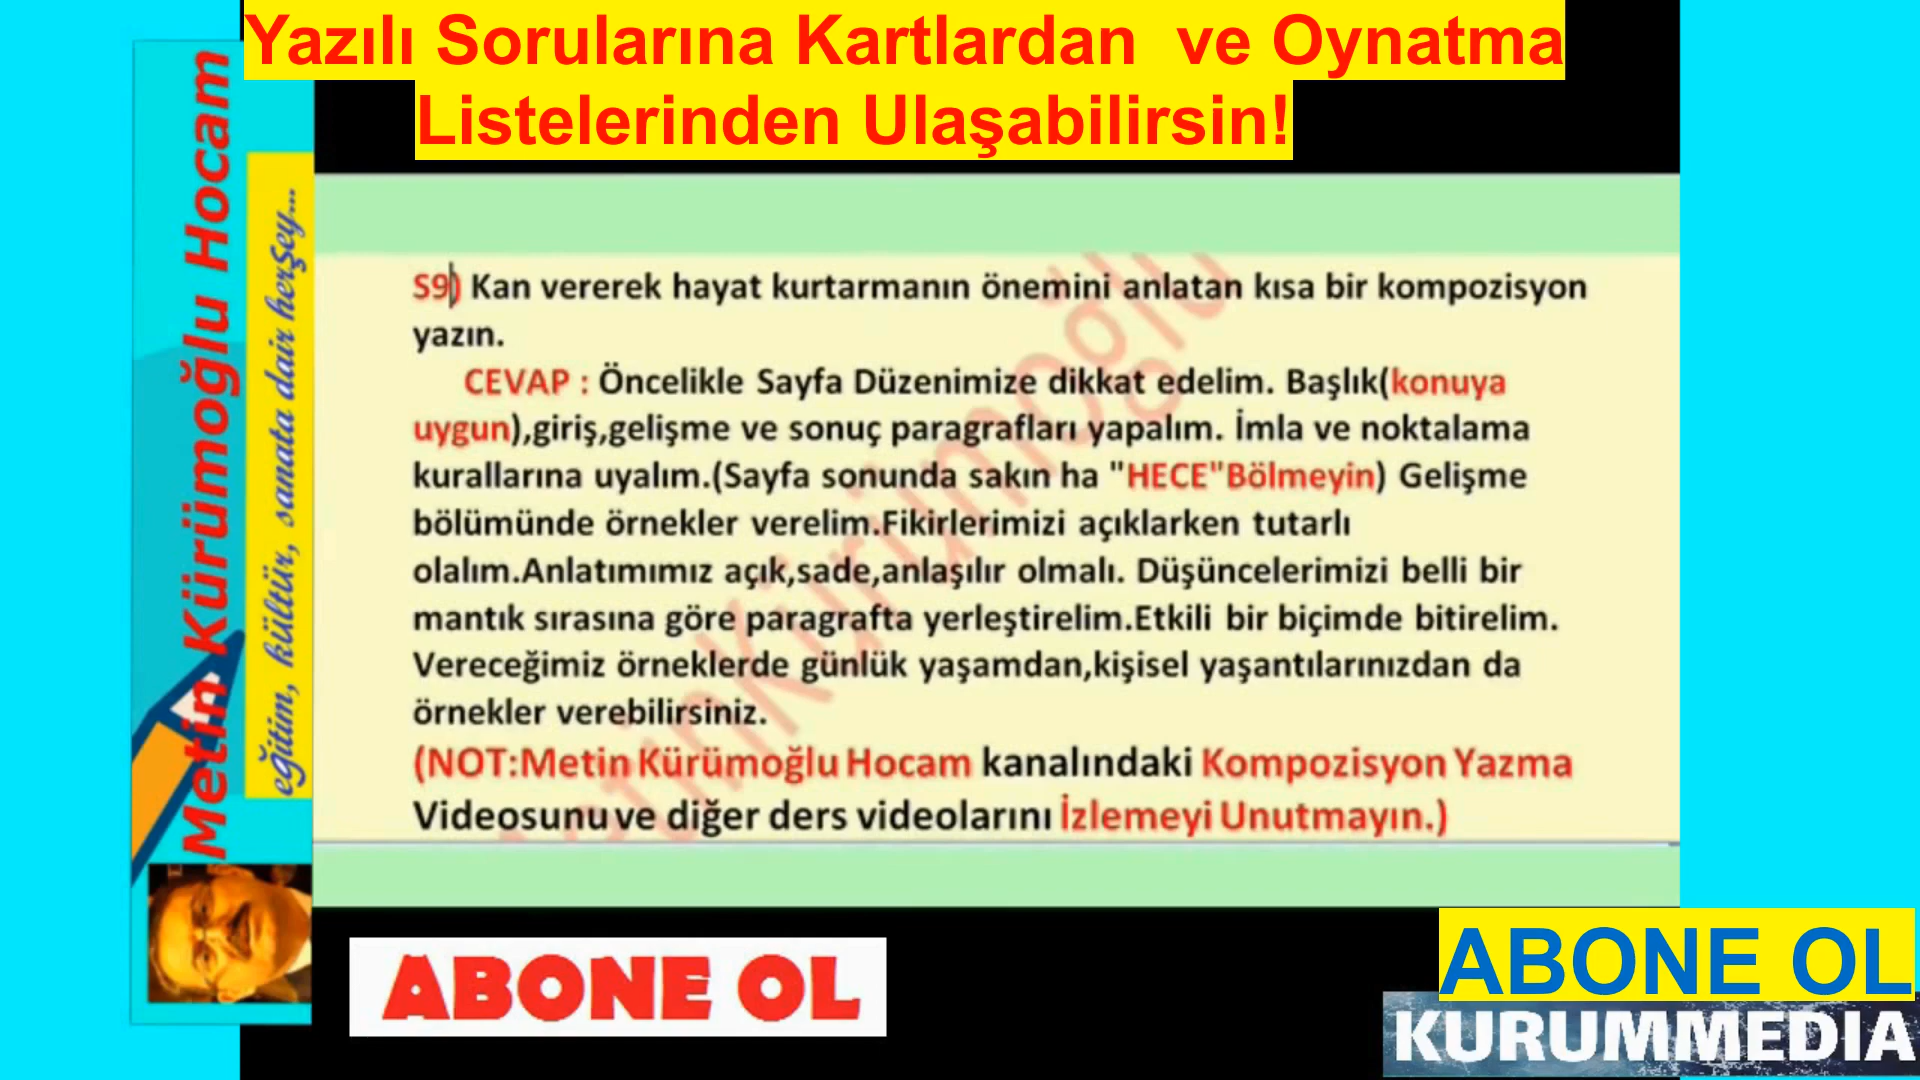 Yazılı Sorularına Kartlardan ve Oynatma
Listelerinden Ulaşabilirsin!
Metin Kürümoğlu Hocam
eğitim, kültür, sanata dair herşey...
S9) Kan vererek hayat kurtarmanın önemini anlatan kısa bir kompozisyon
yazın.
CEVAP : Öncelikle Sayfa Düzenimize dikkat edelim. Başlık(konuya
uygun),giriş,gelişme ve sonuç paragrafları yapalım. İmla ve noktalama
kurallarına uyalım.(Sayfa sonunda sakın ha "HECE"Bölmeyin) Gelişme
bölümünde örnekler verelim.Fikirlerimizi açıklarken tutarlı
olalım.Anlatımımız açık,sade,anlaşılır olmalı. Düşüncelerimizi belli bir
mantık sırasına göre paragrafta yerleştirelim.Etkili bir biçimde bitirelim.
Vereceğimiz örneklerde günlük yaşamdan,kişisel yaşantılarınızdan da
örnekler verebilirsiniz.
(NOT:Metin Kürümoğlu Hocam kanalındaki Kompozisyon Yazma
Videosunu ve diğer ders videolarını İzlemeyi Unutmayın.)
ABONE OL
ABONE OL
KURUMMEDIA